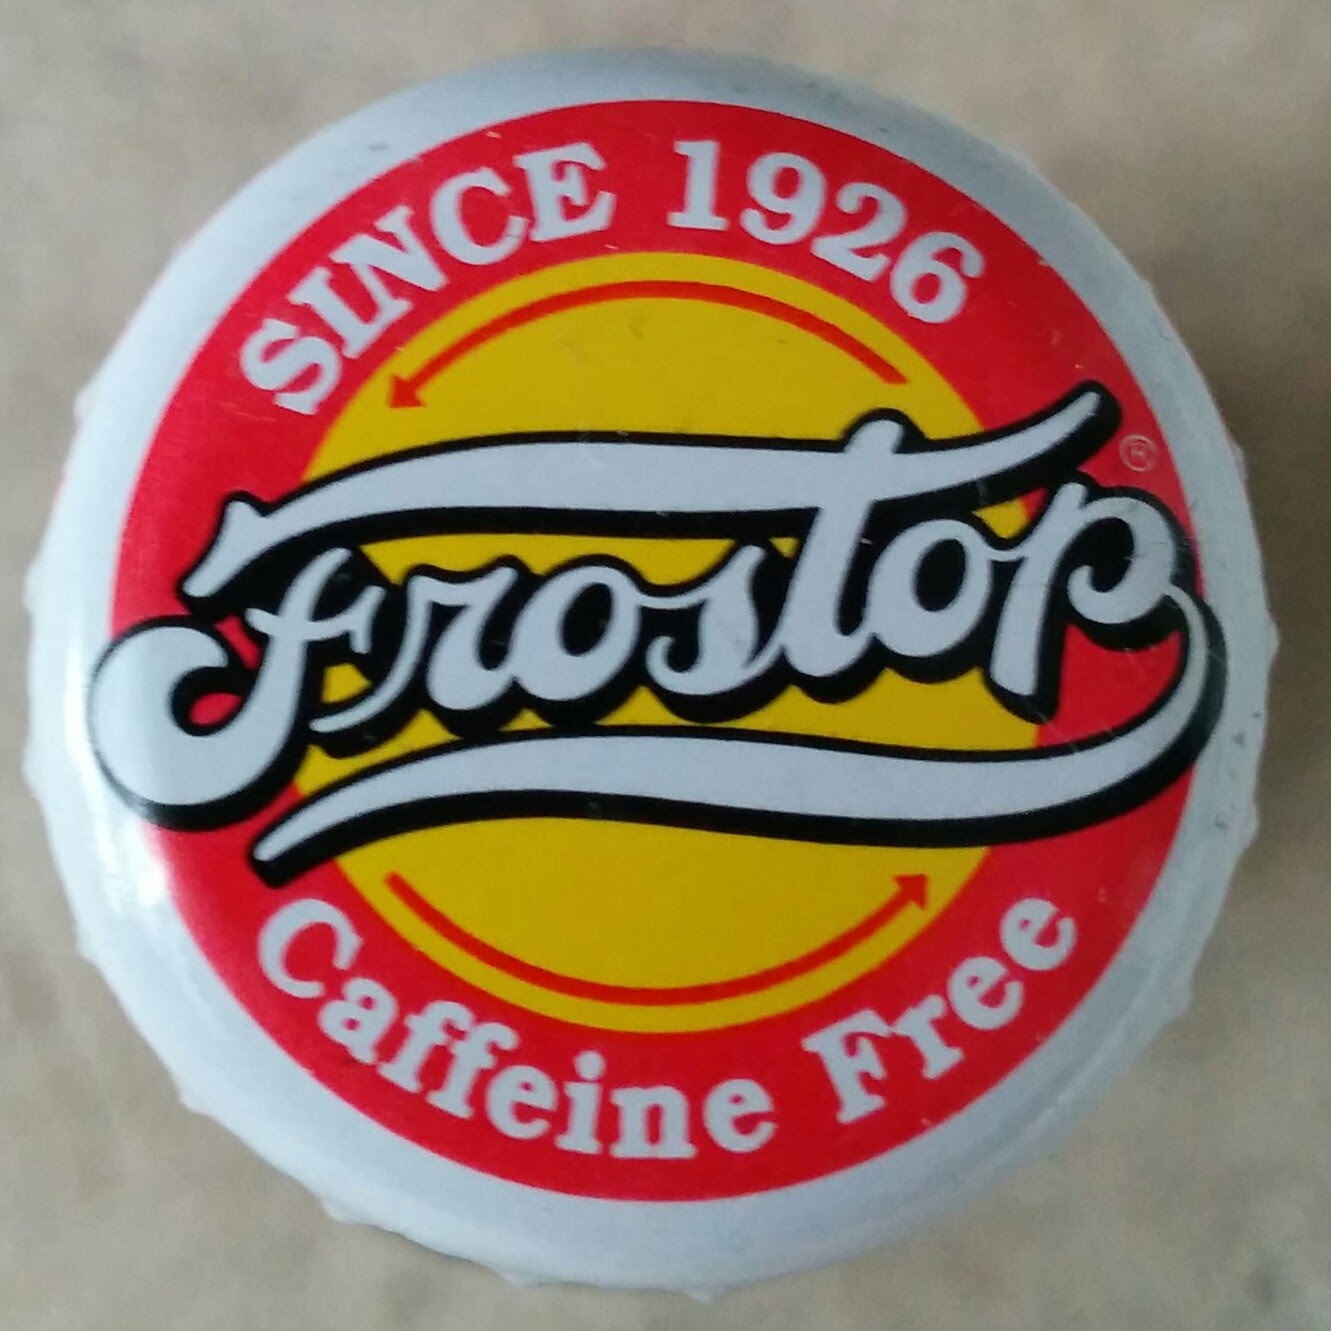 SINCE 1926
Frostop
®
Caffeine Free